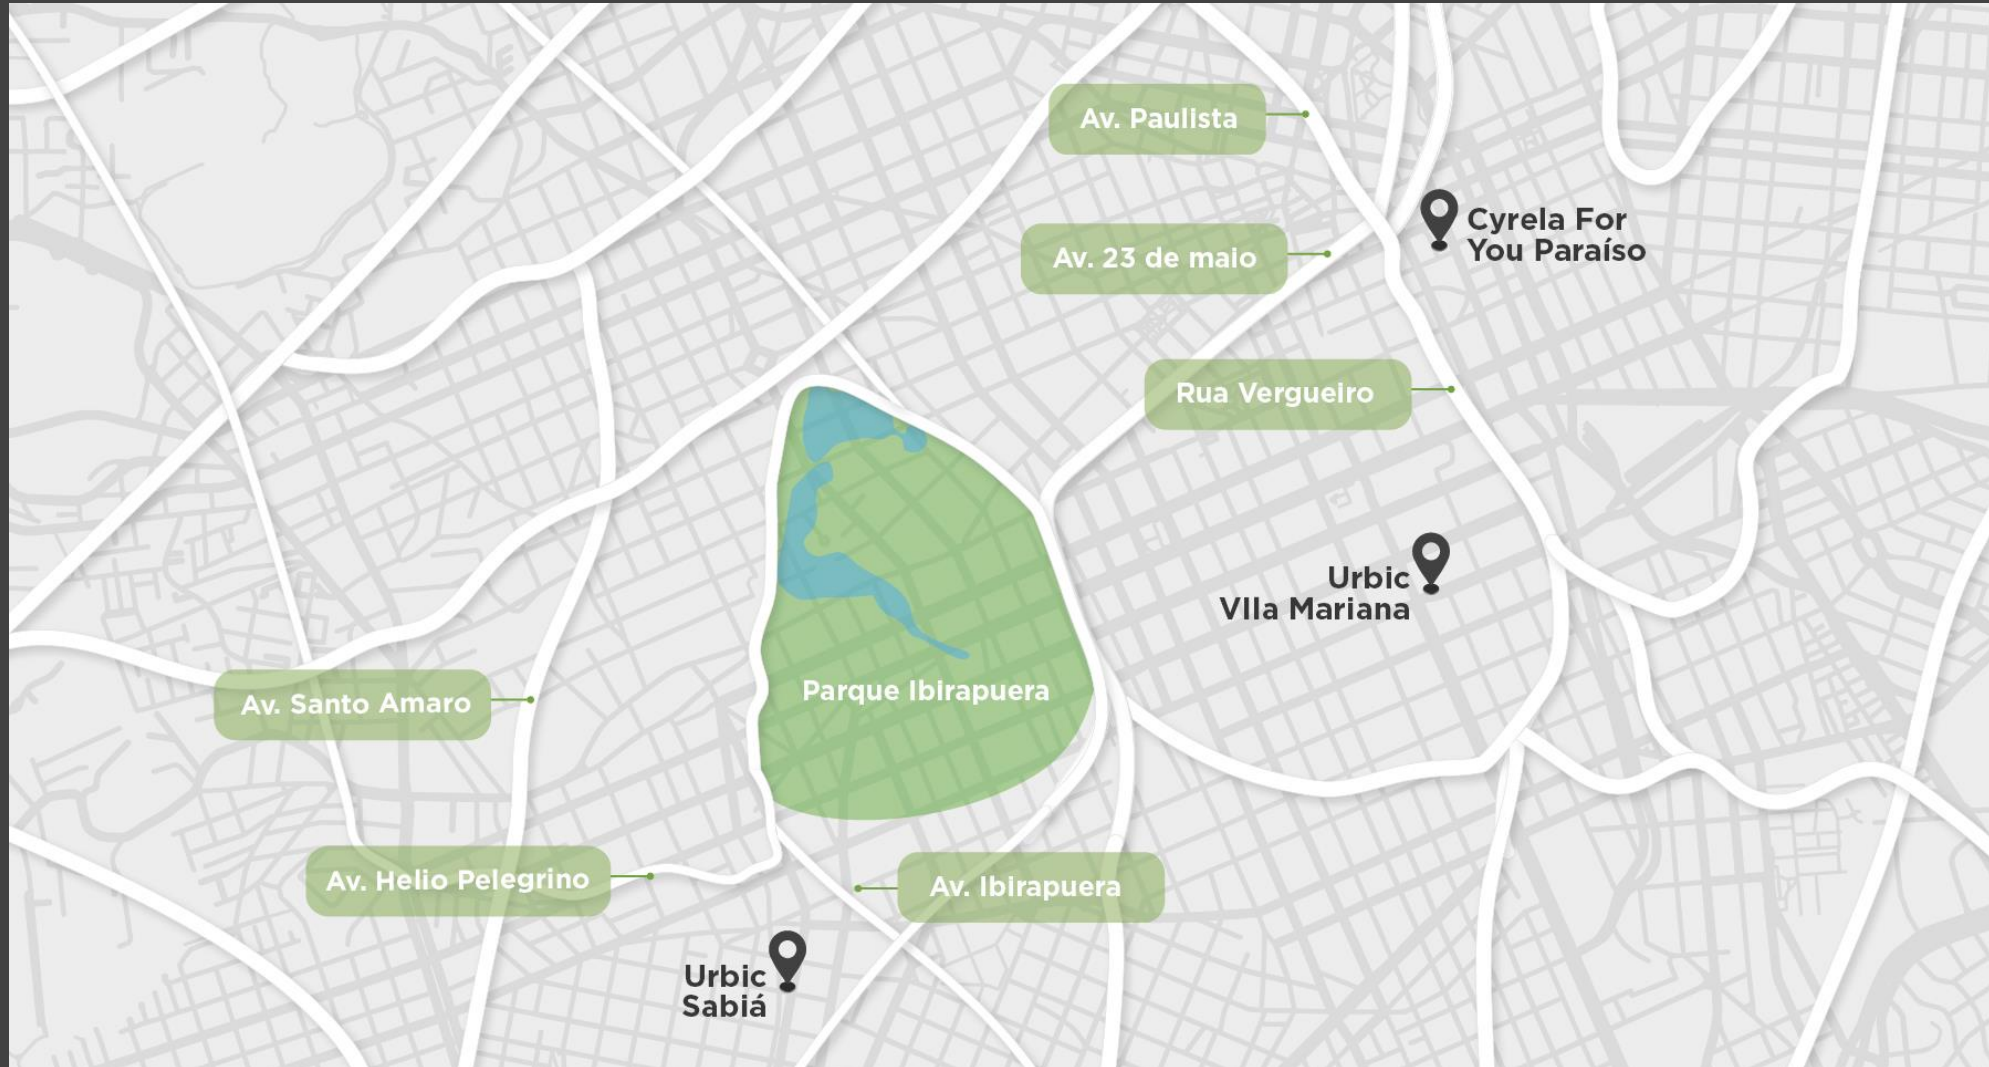 Av. Paulista
Cyrela For
You Paraíso
Av. 23 de maio
Rua Vergueiro
Urbic
VIla Mariana
Parque Ibirapuera
Av. Santo Amaro
Av. Helio Pelegrino
Av. Ibirapuera
Urbic
Sabiá